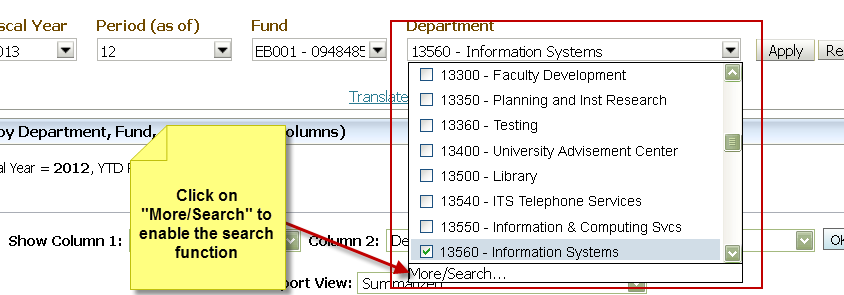 scal Year Period (as of) Fund Department
013 12 EB001 - 0948485 13560 - Information Systems Apply Re
13300 - Faculty Development
Translate
13350 - Planning and Inst Research
13360 - Testing
by Department, Fund, olumns)
13400 - University Advisement Center
al Year = 2012, YTD
13500 - Library
Click on
"More/Search" to
enable the search
function
13540 - ITS Telephone Services
13550 - Information & Computing Svcs
Show Column 1: Column 2: De OK
13560 - Information Systems
More/Search...
port View: Summarized